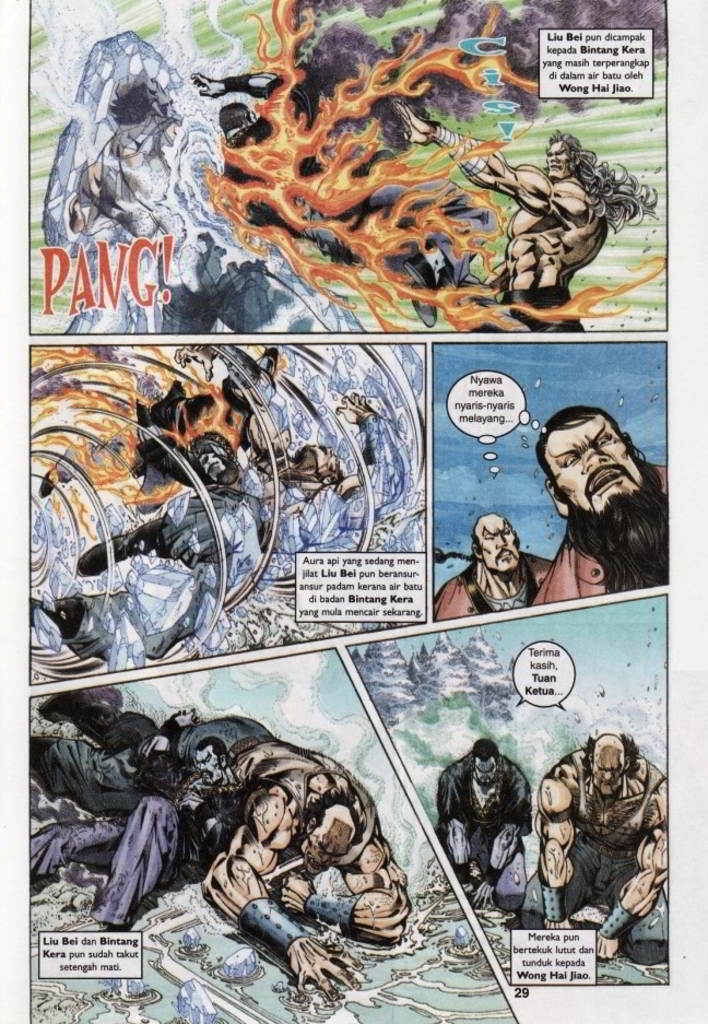 Liu Bei pun dicampak
kepada Bintang Kera
yang masih terperangkap
di dalam air batu oleh
Wong Hai Jiao.
CIS!
PANG!
Nyawa
mereka
nyaris-nyaris
melayang...
Aura api yang sedang men-
jilat Liu Bei pun beransur-
ansur padam kerana air batu
di badan Bintang Kera
yang mula mencair sekarang.
Terima
kasih,
Tuan
Ketua...
Liu Bei dan Bintang
Kera pun sudah takut
setengah mati.
Mereka pun
bertekuk lutut dan
tunduk kepada
Wong Hai Jiao.
29